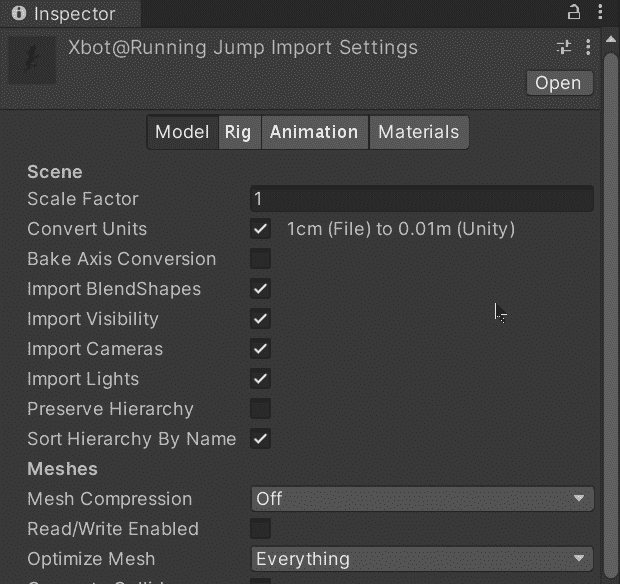 Inspector
Xbot@Running Jump Import Settings
Open
Model Rig Animation Materials
Scene
Scale Factor 1
Convert Units 1cm (File) to 0.01m (Unity)
Bake Axis Conversion
Import BlendShapes
Import Visibility
Import Cameras
Import Lights
Preserve Hierarchy
Sort Hierarchy By Name
Meshes
Mesh Compression Off
Read/Write Enabled
Optimize Mesh Everything